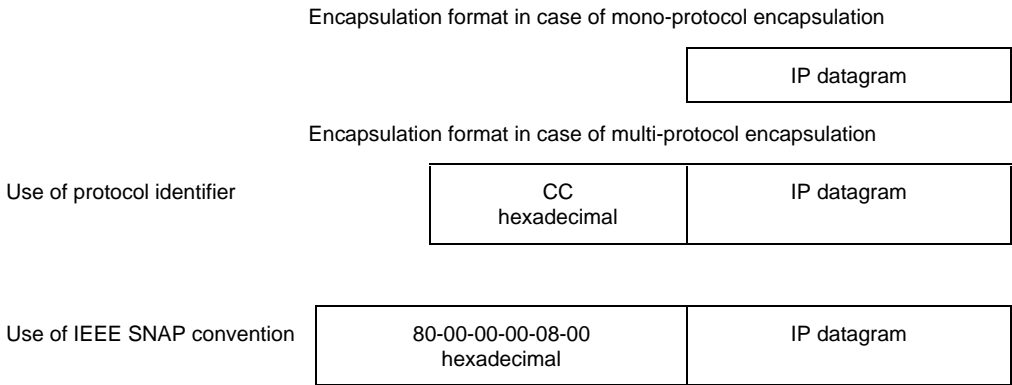 Encapsulation format in case of mono-protocol encapsulation
IP datagram
Encapsulation format in case of multi-protocol encapsulation
Use of protocol identifier
CC
hexadecimal
IP datagram
Use of IEEE SNAP convention
80-00-00-00-08-00
hexadecimal
IP datagram